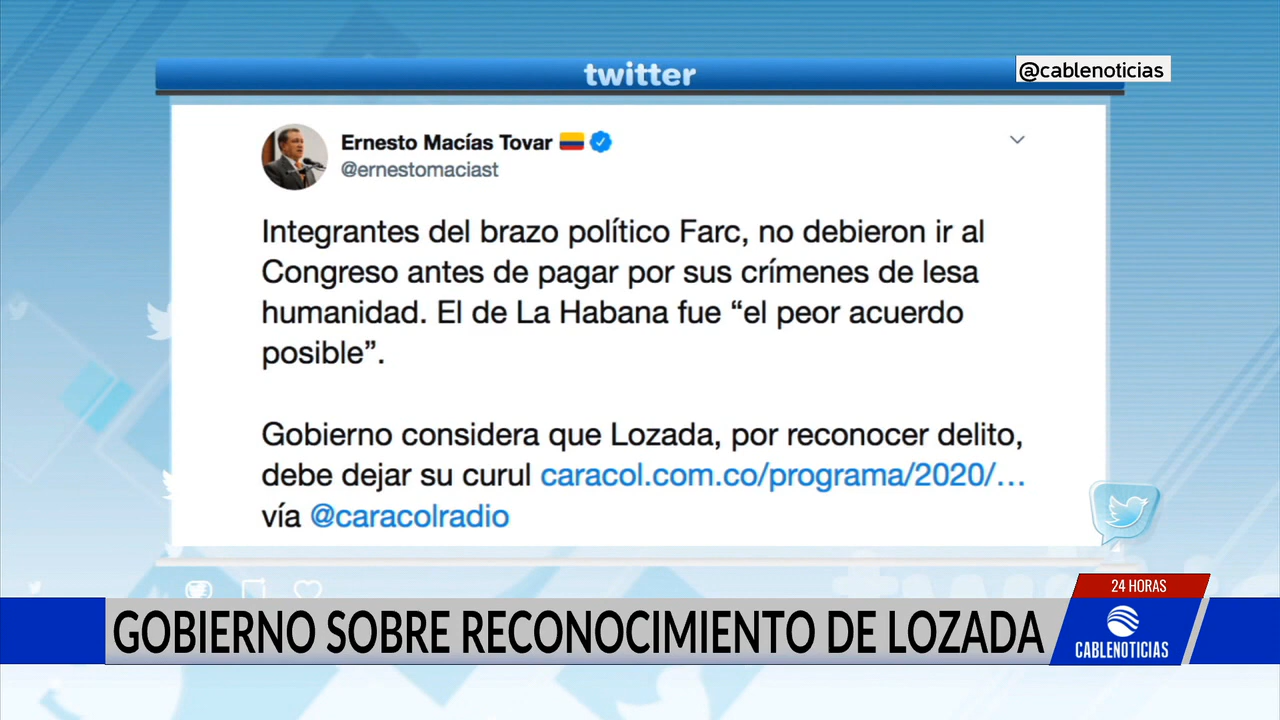 twitter
@cablenoticias
Ernesto Macías Tovar
@ernestomaciast
Integrantes del brazo político Farc, no debieron ir al
Congreso antes de pagar por sus crímenes de lesa
humanidad. El de La Habana fue “el peor acuerdo
posible”.
Gobierno considera que Lozada, por reconocer delito,
debe dejar su curul caracol.com.co/programa/2020/...
vía @caracolradio
24 HORAS
GOBIERNO SOBRE RECONOCIMIENTO DE LOZADA
CABLENOTICIAS